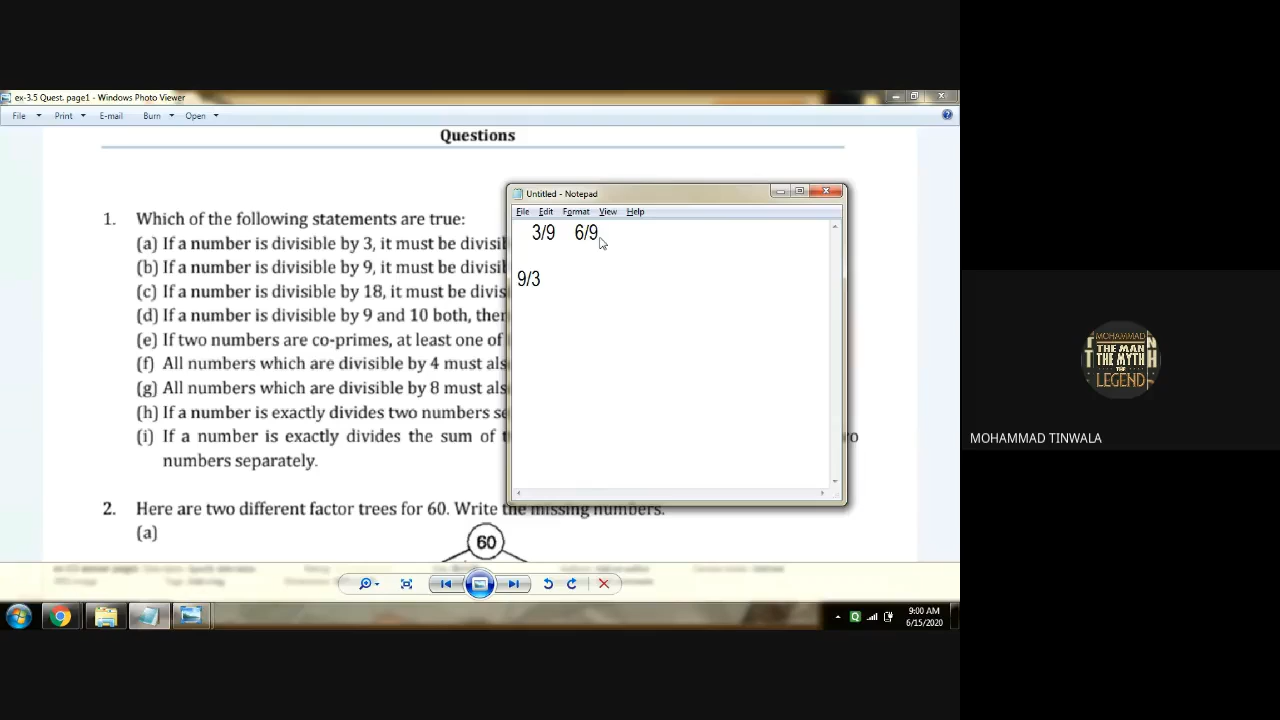 ex-3.5 Quest. page1 - Windows Photo Viewer
File Print E-mail Burn Open
Questions
1. Which of the following statements are true:
(a) If a number is divisible by 3, it must be
(b) If a number is divisible by 9, it must be
(c) If a number is divisible by 18, it must be
(d) If a number is divisible by 9 and 10 both,
(e) If two numbers are co-primes, at least one of
(f) All numbers which are divisible by 4 must
(g) All numbers which are divisible by 8 must
(h) If a number is exactly divides two numbers
(i) If a number is exactly divides the sum of
numbers separately.
2. Here are two different factor trees for 60. Write the missing numbers.
(a)
60
Untitled - Notepad
File Edit Format View Help
3/9 6/9
9/3
9:00 AM
6/15/2020
MOHAMMAD
THE MAN
THE MYTH
THE
LEGEND
MOHAMMAD TINWALA